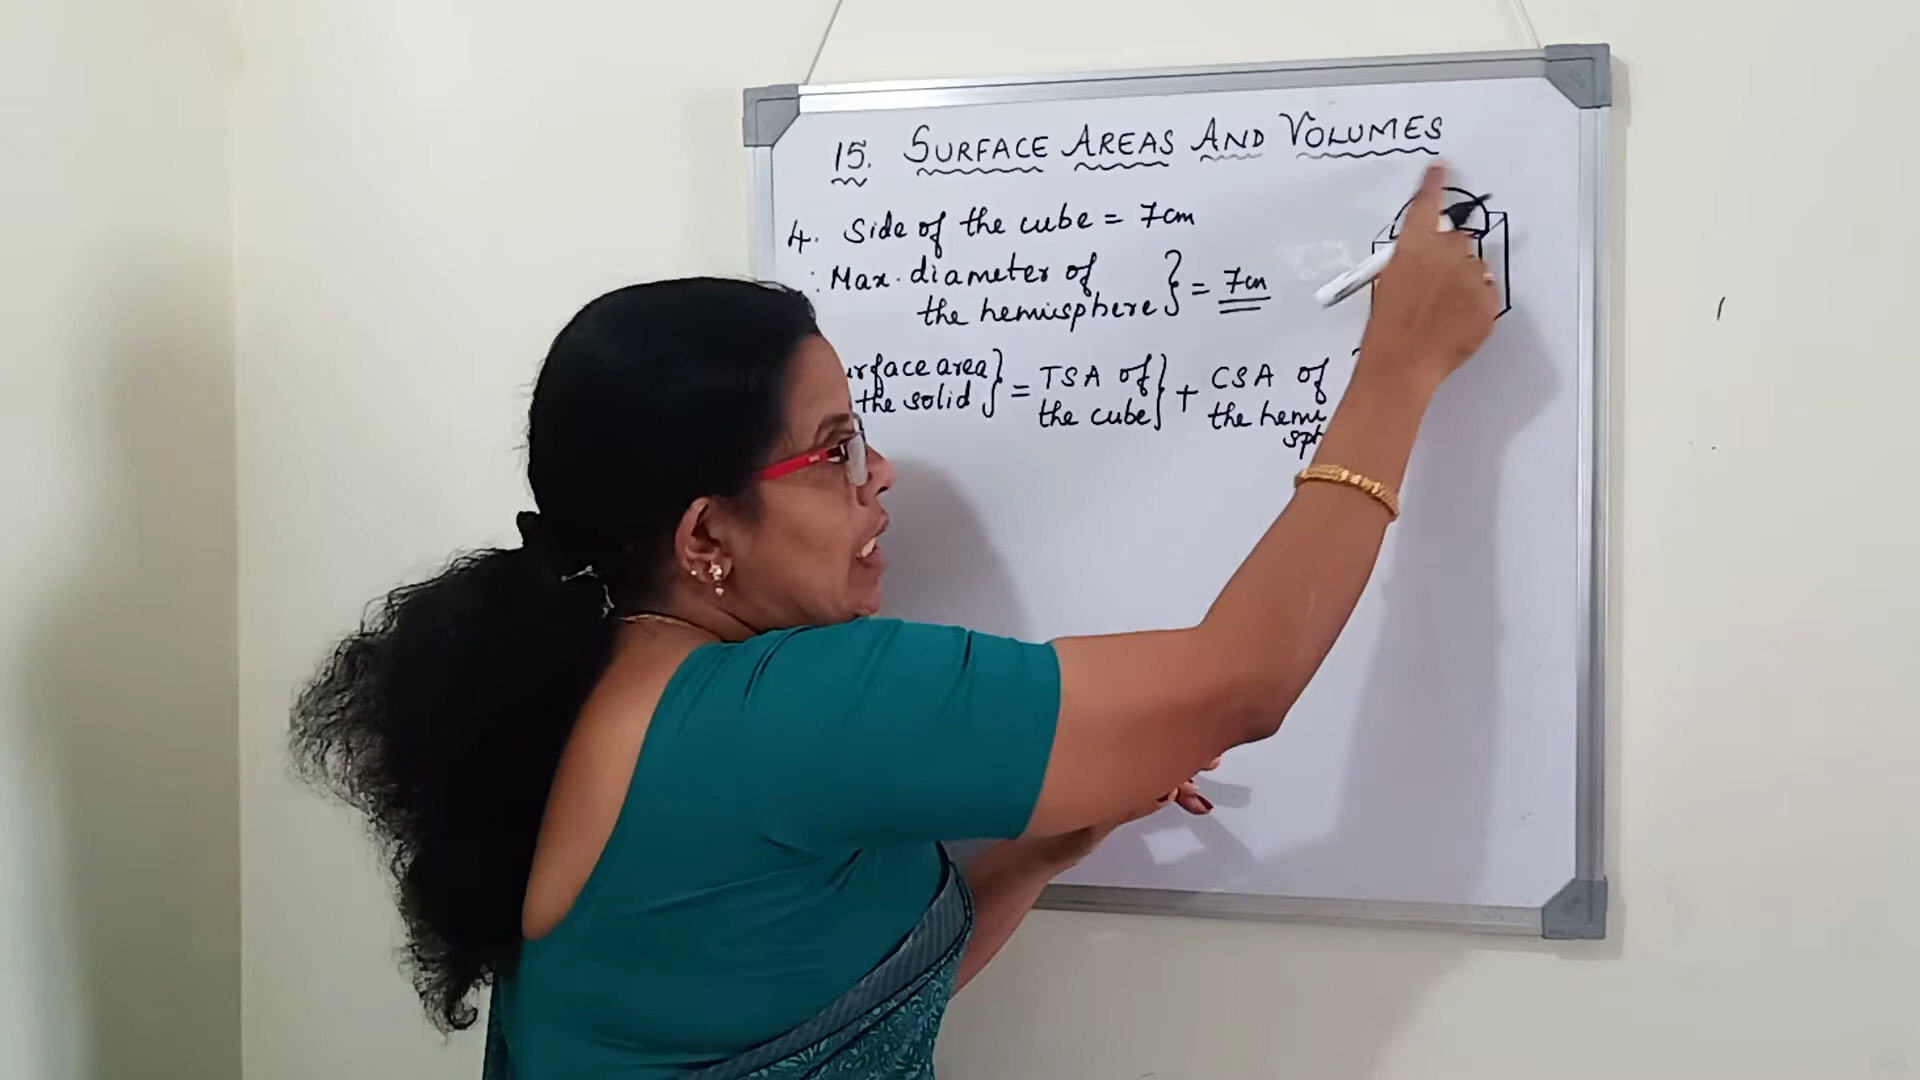 15. SURFACE AREAS AND VOLUMES
4. Side of the cube = 7cm
: Max. diameter of
the hemisphere } = 7cm
area } = TSA of } + CSA of
the solid the cube the hemi